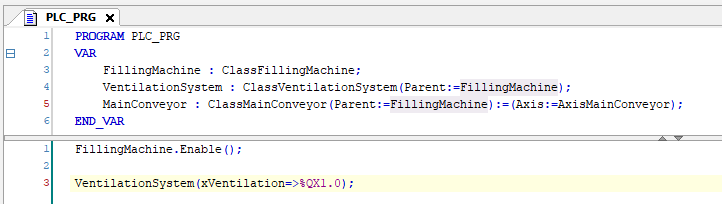 PLC_PRG
1 PROGRAM PLC_PRG
2 VAR
3 FillingMachine : ClassFillingMachine;
4 VentilationSystem : ClassVentilationSystem(Parent:=FillingMachine);
5 MainConveyor : ClassMainConveyor(Parent:=FillingMachine):=(Axis:=AxisMainConveyor);
6 END_VAR
1 FillingMachine.Enable();
2
3 VentilationSystem(xVentilation=>%QX1.0);